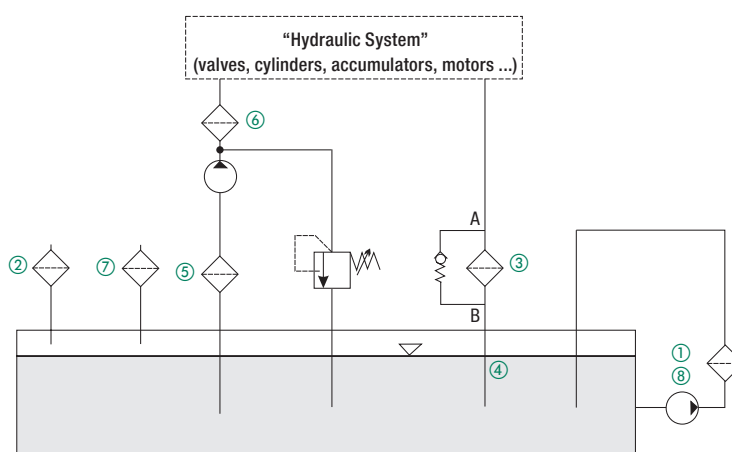 “Hydraulic System”
(valves, cylinders, accumulators, motors ...)
⑥
A
② ⑦ ⑤ ③
B
④
①
⑧